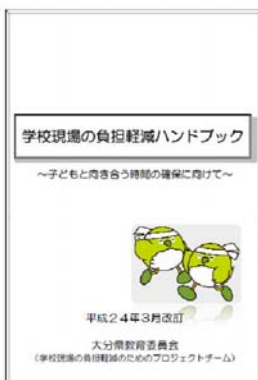 学校現場の負担軽減ハンドブック
～子どもと向き合う時間の確保に向けて～
平成２４年３月改訂
大分県教育委員会
（学校現場の負担軽減のためのプロジェクトチーム）